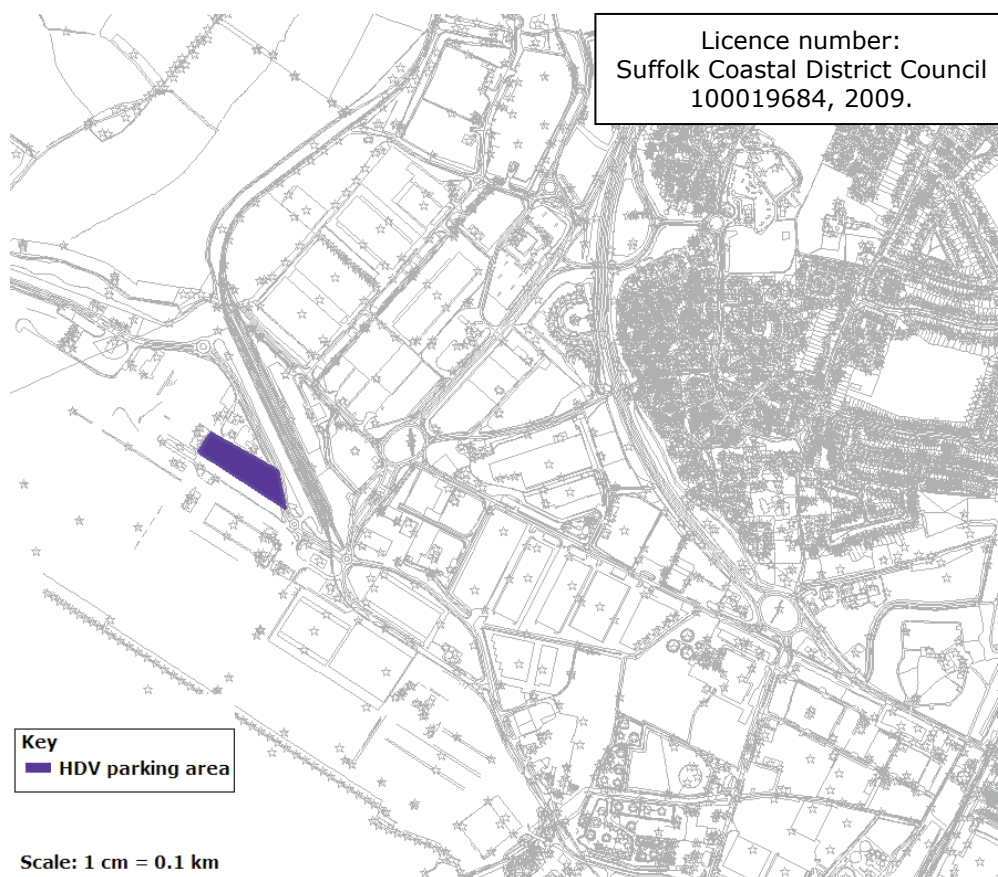 Licence number:
Suffolk Coastal District Council
100019684, 2009.
Key
HDV parking area
Scale: 1 cm = 0.1 km